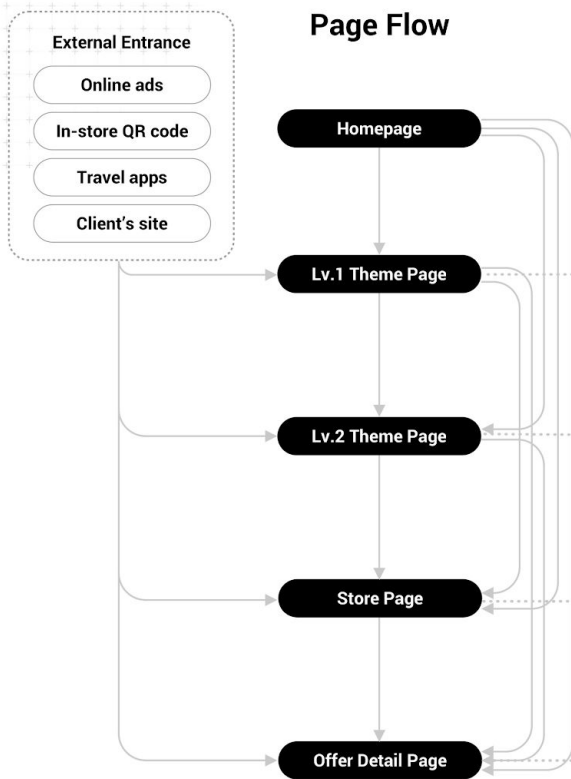 Page Flow
External Entrance
Online ads
In-store QR code
Travel apps
Client's site
Homepage
Lv.1 Theme Page
Lv.2 Theme Page
Store Page
Offer Detail Page